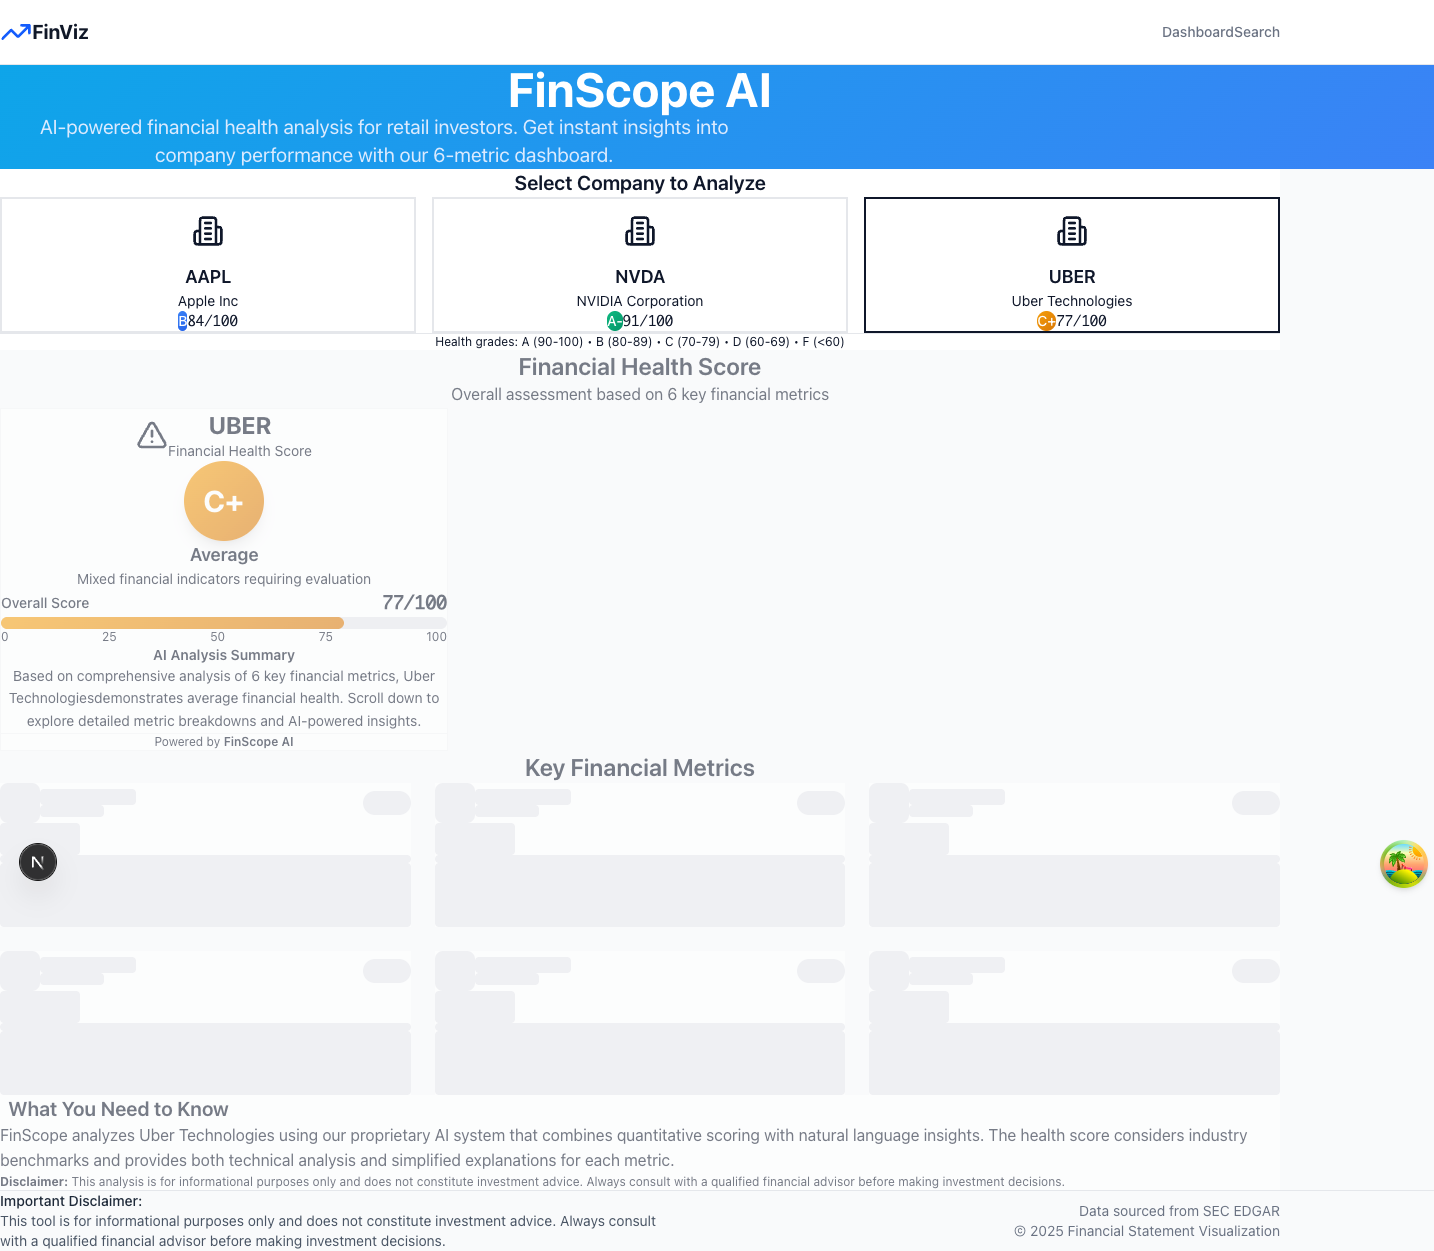 FinViz
DashboardSearch
FinScope AI
AI-powered financial health analysis for retail investors. Get instant insights into
company performance with our 6-metric dashboard.
Select Company to Analyze
AAPL
Apple Inc
B84/100
NVDA
NVIDIA Corporation
A-91/100
UBER
Uber Technologies
C+77/100
Health grades: A (90-100) • B (80-89) • C (70-79) • D (60-69) • F (<60)
Financial Health Score
Overall assessment based on 6 key financial metrics
UBER
Financial Health Score
C+
Average
Mixed financial indicators requiring evaluation
Overall Score 77/100
0 25 50 75 100
AI Analysis Summary
Based on comprehensive analysis of 6 key financial metrics, Uber
Technologiesdemonstrates average financial health. Scroll down to
explore detailed metric breakdowns and AI-powered insights.
Powered by FinScope AI
Key Financial Metrics
N
What You Need to Know
FinScope analyzes Uber Technologies using our proprietary AI system that combines quantitative scoring with natural language insights. The health score considers industry
benchmarks and provides both technical analysis and simplified explanations for each metric.
Disclaimer: This analysis is for informational purposes only and does not constitute investment advice. Always consult with a qualified financial advisor before making investment decisions.
Important Disclaimer:
This tool is for informational purposes only and does not constitute investment advice. Always consult
with a qualified financial advisor before making investment decisions.
Data sourced from SEC EDGAR
© 2025 Financial Statement Visualization